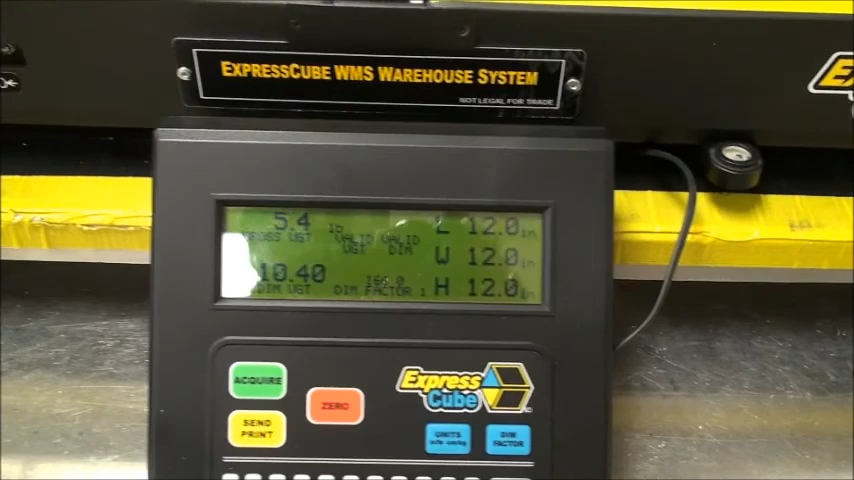 EXPRESSCUBE WMS WAREHOUSE SYSTEM
NOT LEGAL FOR TRADE
5.4 lb
GROSS WGT
VALID VALID
WGT DIM
L 12.0 in
W 12.0 in
10.40
DIM WGT
DIM FACTOR 1
H 12.0 in
ACQUIRE
ZERO
SEND
PRINT
Express
Cube
UNITS
DIM
FACTOR